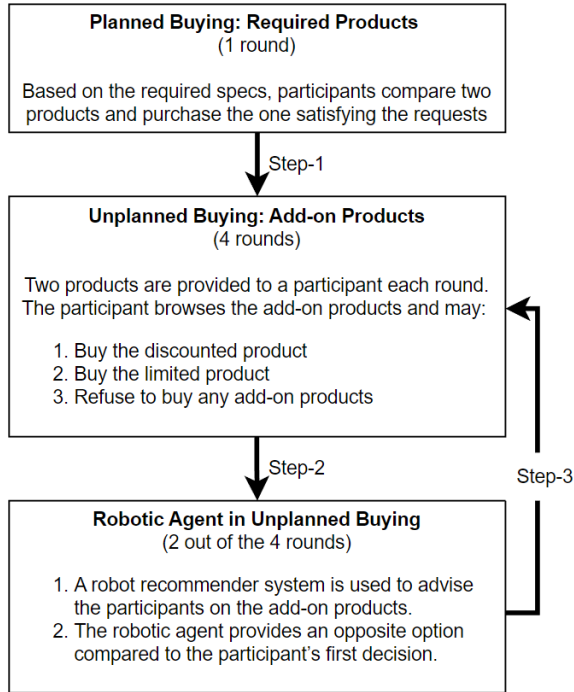 Planned Buying: Required Products
(1 round)
Based on the required specs, participants compare two
products and purchase the one satisfying the requests
Step-1
Unplanned Buying: Add-on Products
(4 rounds)
Two products are provided to a participant each round.
The participant browses the add-on products and may:
1. Buy the discounted product
2. Buy the limited product
3. Refuse to buy any add-on products
Step-2
Step-3
Robotic Agent in Unplanned Buying
(2 out of the 4 rounds)
1. A robot recommender system is used to advise
the participants on the add-on products.
2. The robotic agent provides an opposite option
compared to the participant's first decision.